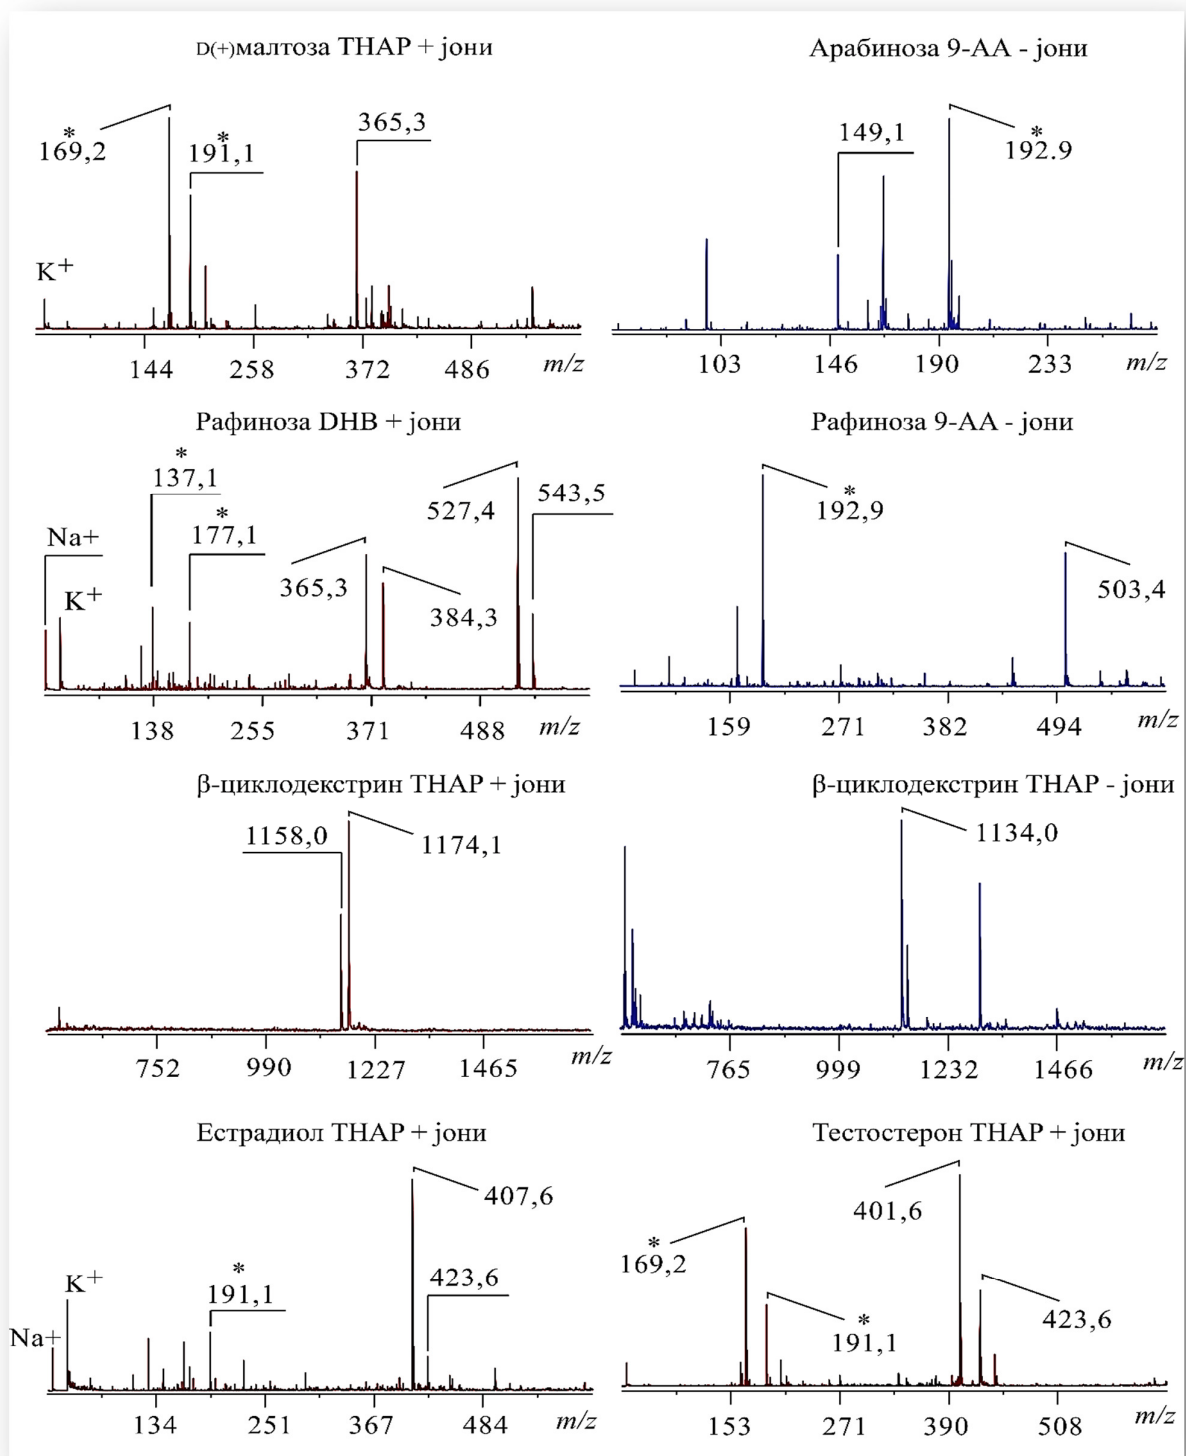 D(+)малтоза THAP + јони
*
169,2
*
191,1
365,3
K+
144 258 372 486 m/z
Арабиноза 9-AA - јони
149,1
*
192.9
103 146 190 233 m/z
Рафиноза DHB + јони
*
137,1
*
177,1
Na+
K+
365,3
384,3
527,4
543,5
138 255 371 488 m/z
Рафиноза 9-AA - јони
*
192,9
503,4
159 271 382 494 m/z
β-циклодекстрин THAP + јони
1158,0
1174,1
752 990 1227 1465 m/z
β-циклодекстрин THAP - јони
1134,0
765 999 1232 1466 m/z
Естрадиол THAP + јони
407,6
423,6
*
191,1
K+
Na+
134 251 367 484 m/z
Тестостерон THAP + јони
401,6
*
169,2
*
191,1
423,6
153 271 390 508 m/z